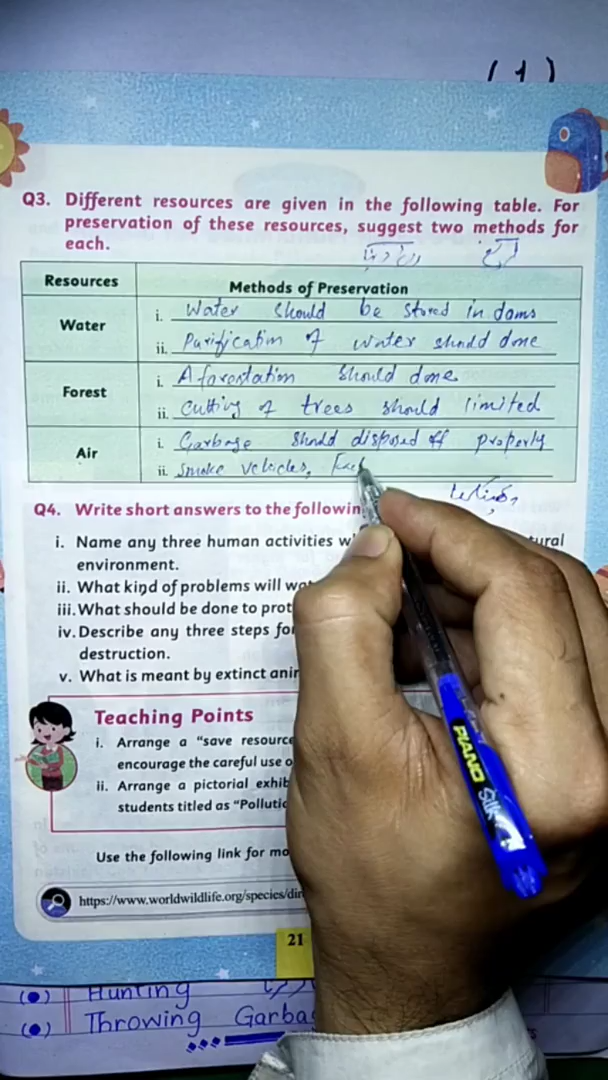 (1)
Q3. Different resources are given in the following table. For
preservation of these resources, suggest two methods for
each.
Resources
Methods of Preservation
Water
i. Water should be stored in dams
ii. Purification of water should done
Forest
i. Aforestation should done
ii. Cutting of trees should limited
Air
i. Garbage should disposed off properly
ii. Smoke vehicles,
Q4. Write short answers to the followin
i. Name any three human activities w
tural
environment.
ii. What kind of problems will wa
iii. What should be done to prot
iv. Describe any three steps fo
destruction.
v. What is meant by extinct anim
Teaching Points
i. Arrange a "save resource
encourage the careful use o
ii. Arrange a pictorial exhib
students titled as "Pollutio
Use the following link for mo
https://www.worldwildlife.org/species/dir
21
PIANO
Silk
(•) Hunting
(•) Throwing Garba